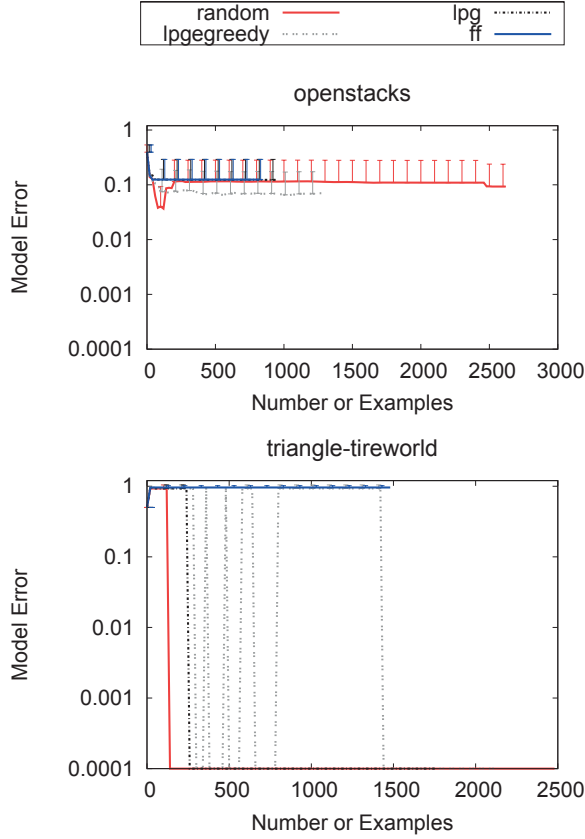 random
lpg
lpgegreedy
ff
openstacks
1
0.1
0.01
0.001
0.0001
Model Error
0 500 1000 1500 2000 2500 3000
Number or Examples
triangle-tireworld
1
0.1
0.01
0.001
0.0001
Model Error
0 500 1000 1500 2000 2500
Number or Examples